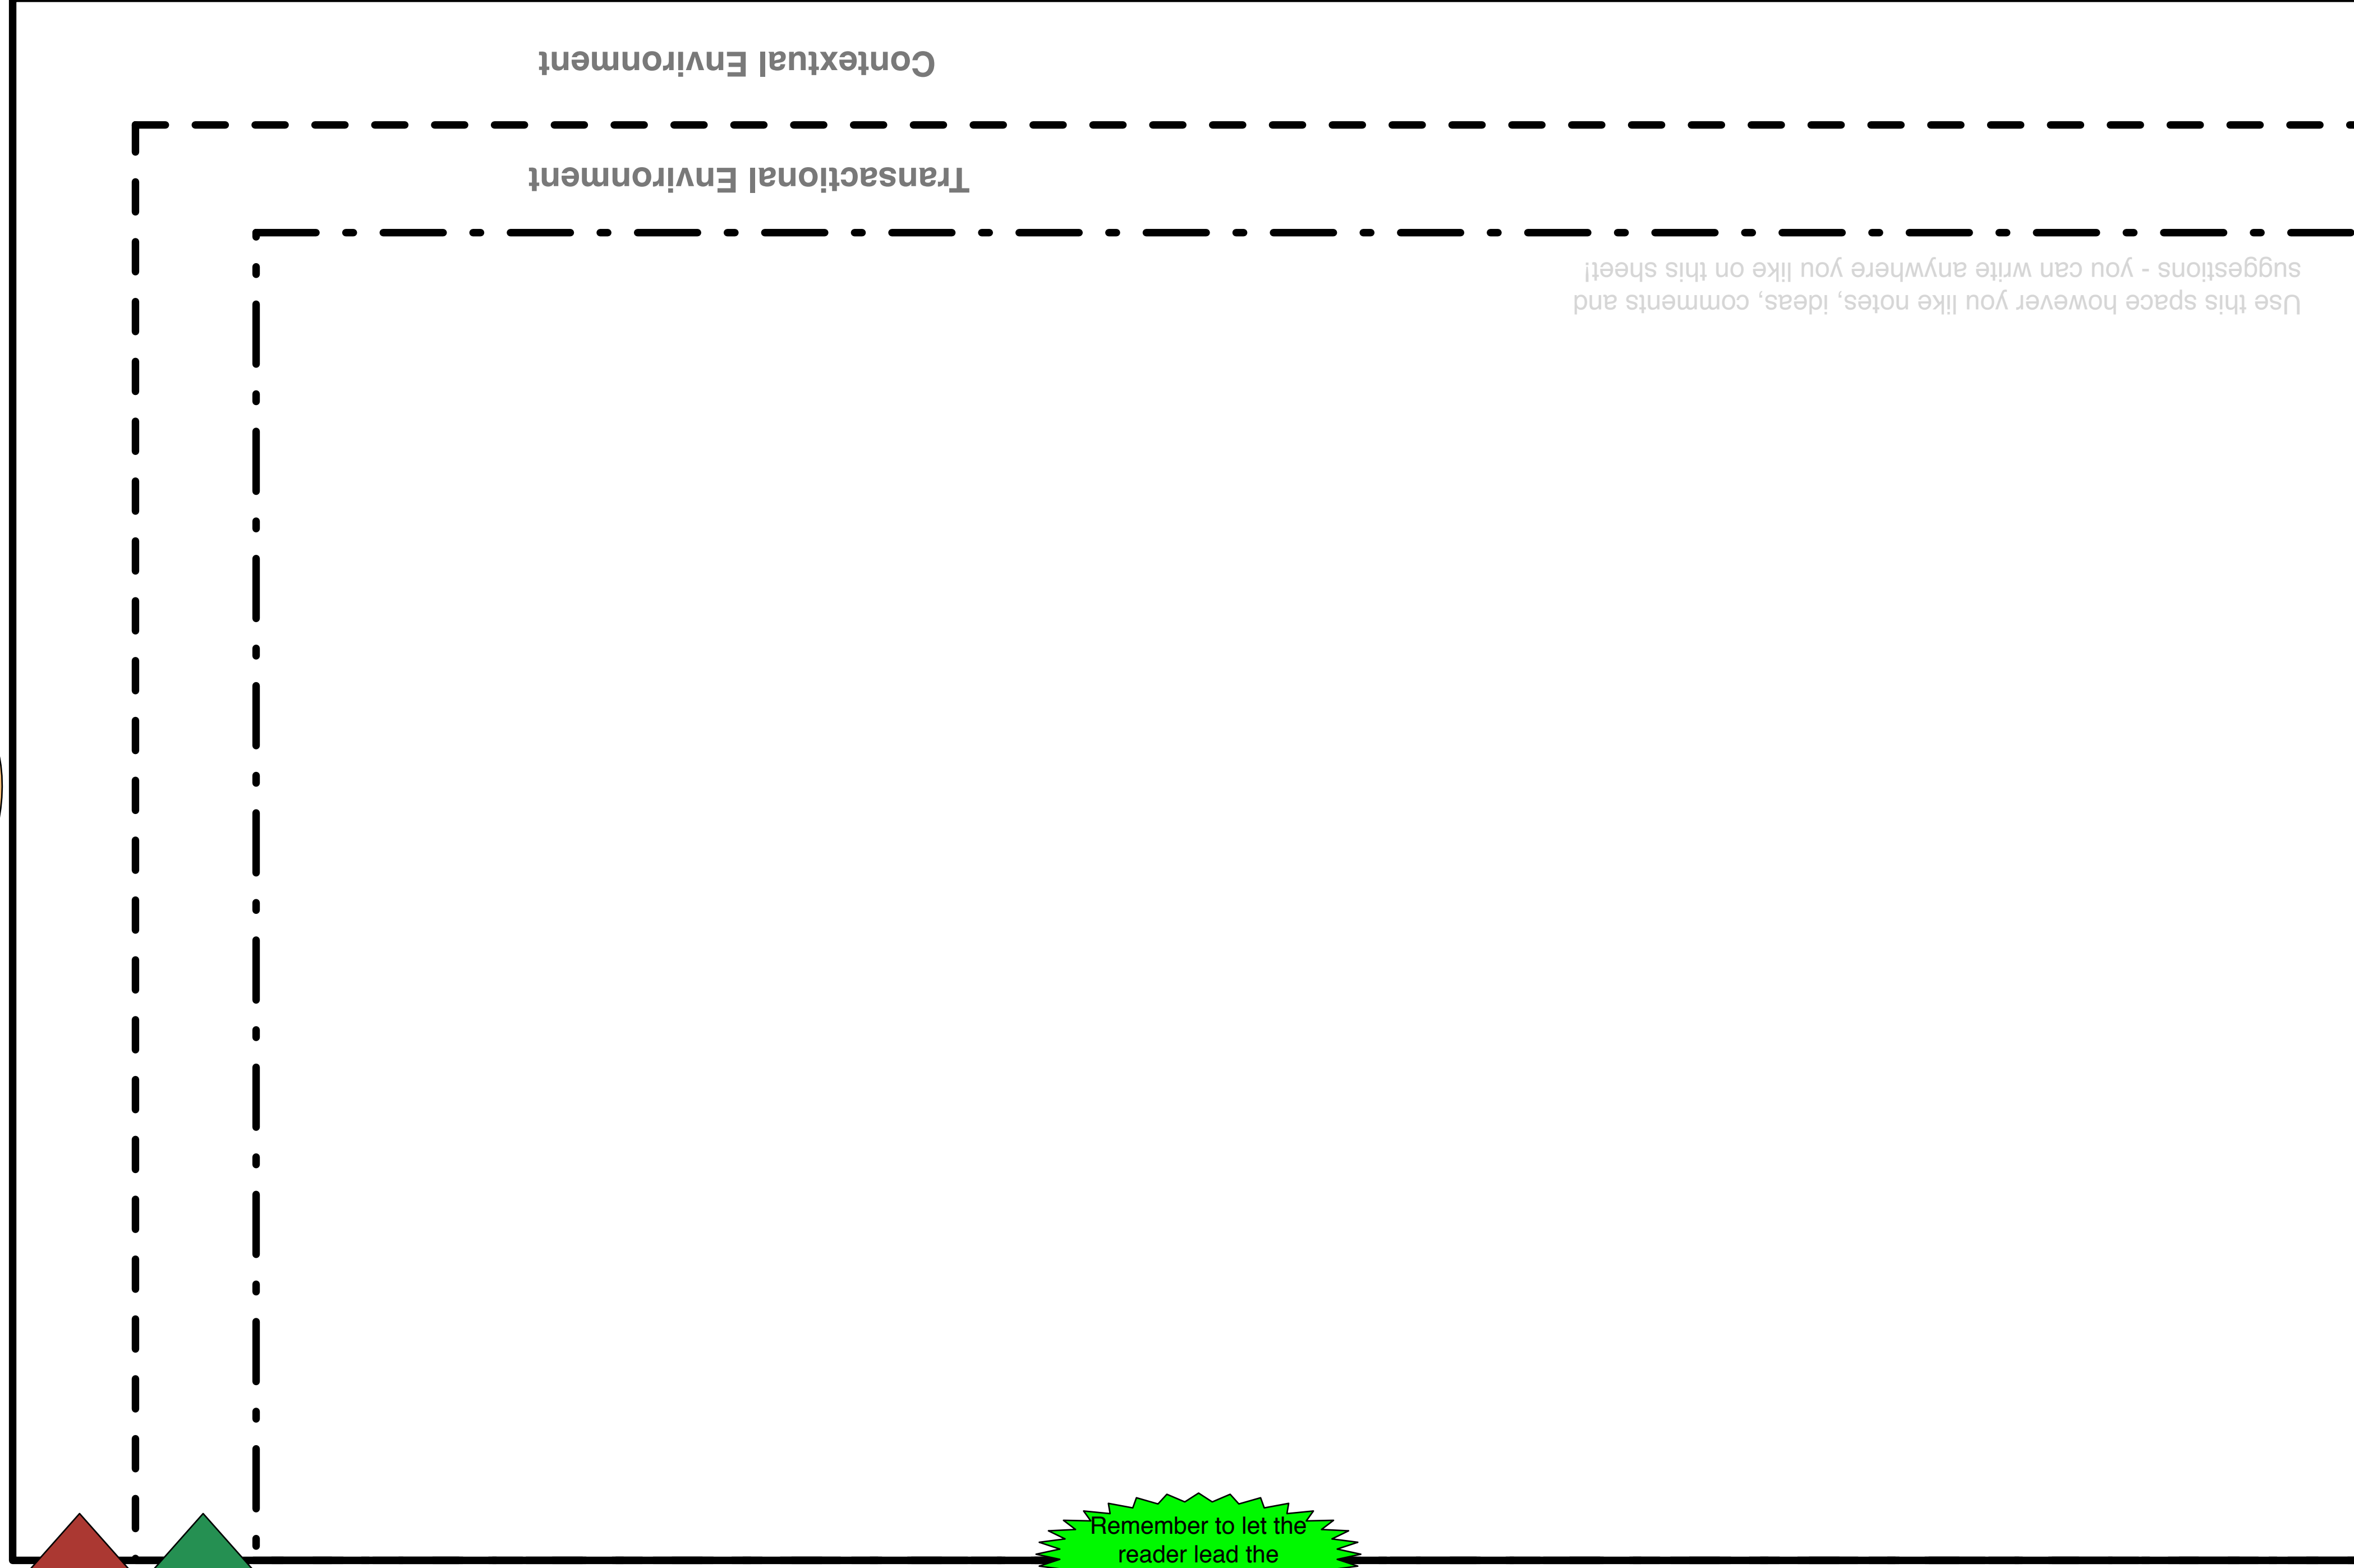 Contextual Environment
Transactional Environment
Use this space however you like notes, ideas, comments and
suggestions - you can write anywhere you like on this sheet!
Remember to let the
reader lead the